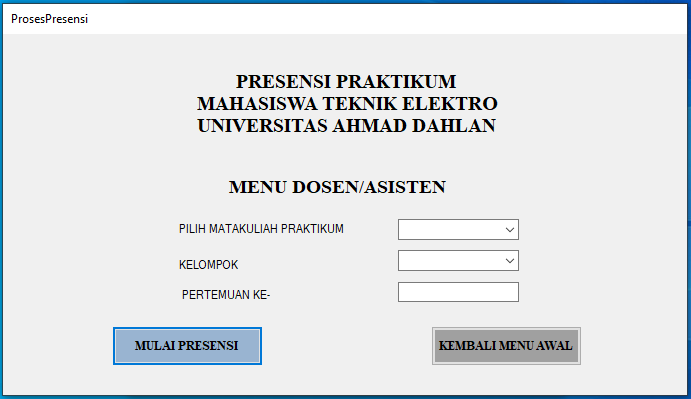 ProsesPresensi
PRESENSI PRAKTIKUM
MAHASISWA TEKNIK ELEKTRO
UNIVERSITAS AHMAD DAHLAN
MENU DOSEN/ASISTEN
PILIH MATAKULIAH PRAKTIKUM
KELOMPOK
PERTEMUAN KE-
MULAI PRESENSI
KEMBALI MENU AWAL